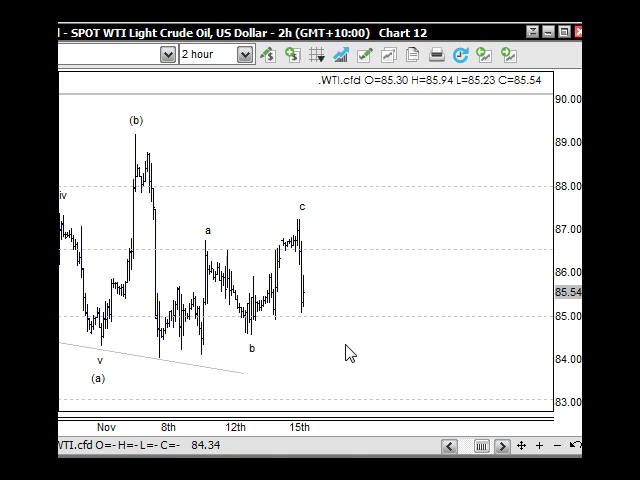 l - SPOT WTI Light Crude Oil, US Dollar - 2h (GMT+10:00) Chart 12
2 hour
.WTI.cfd O=85.30 H=85.94 L=85.23 C=85.54
90.00
(b)
89.00
iv
88.00
c
a
87.00
86.00
85.54
85.00
b
v
84.00
(a)
83.00
Nov 8th 12th 15th
WTI.cfd O=- H=- L=- C=- 84.34